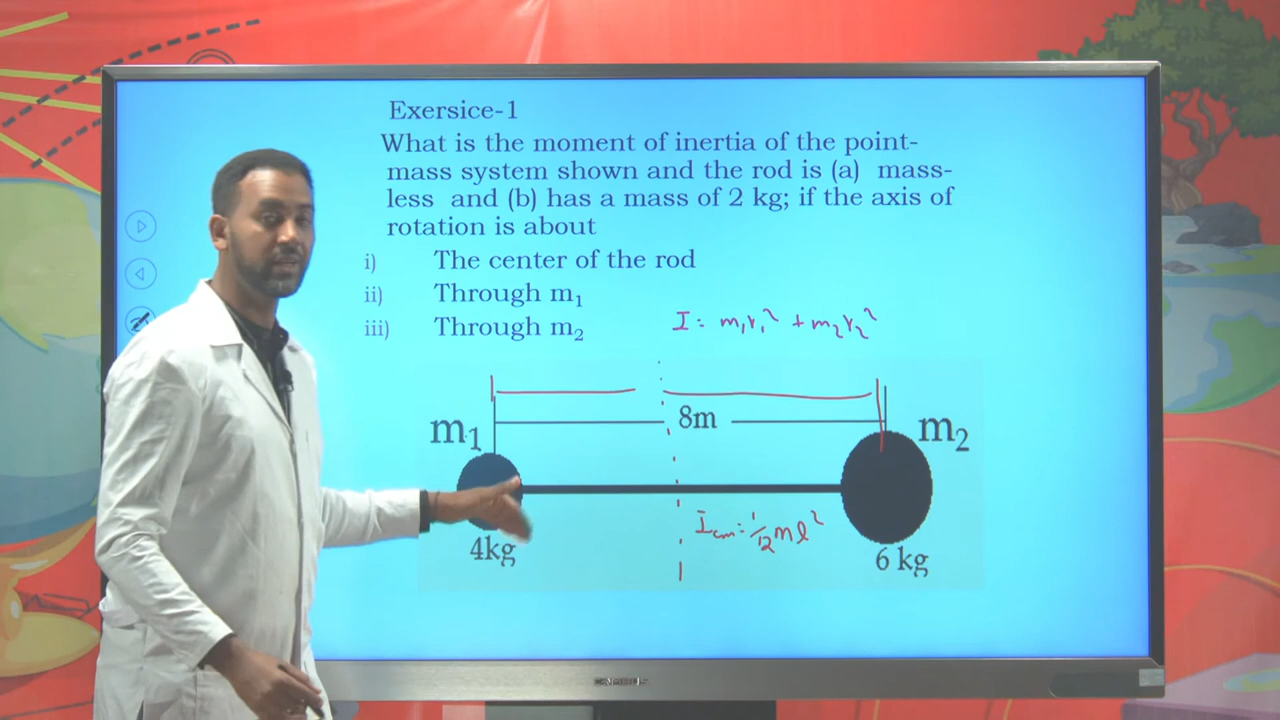 Exersice-1
What is the moment of inertia of the point-
mass system shown and the rod is (a) mass-
less and (b) has a mass of 2 kg; if the axis of
rotation is about
i) The center of the rod
ii) Through m₁
iii) Through m₂
I = m₁r₁² + m₂r₂²
8m
m₁
m₂
I_cm = 1/12 ml²
4kg
6 kg